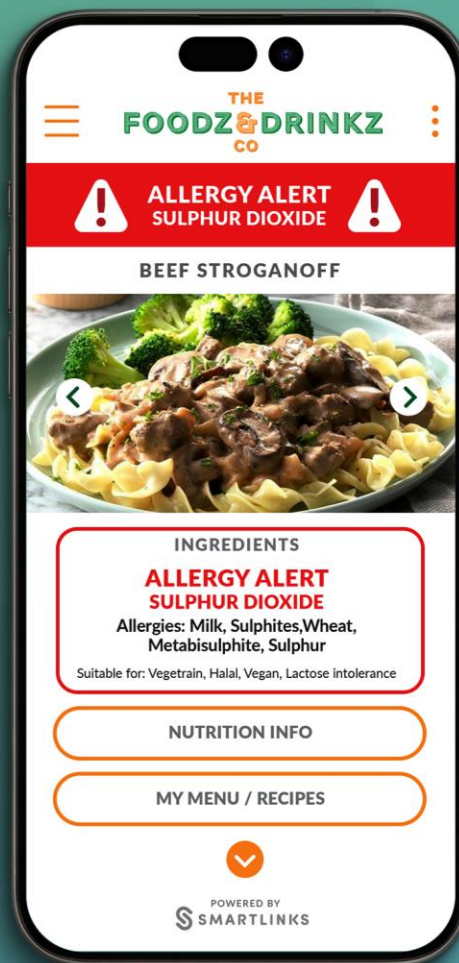 THE
FOODZ&DRINKZ
CO
ALLERGY ALERT
SULPHUR DIOXIDE
BEEF STROGANOFF
INGREDIENTS
ALLERGY ALERT
SULPHUR DIOXIDE
Allergies: Milk, Sulphites,Wheat,
Metabisulphite, Sulphur
Suitable for: Vegetrain, Halal, Vegan, Lactose intolerance
NUTRITION INFO
MY MENU / RECIPES
POWERED BY
SMARTLINKS